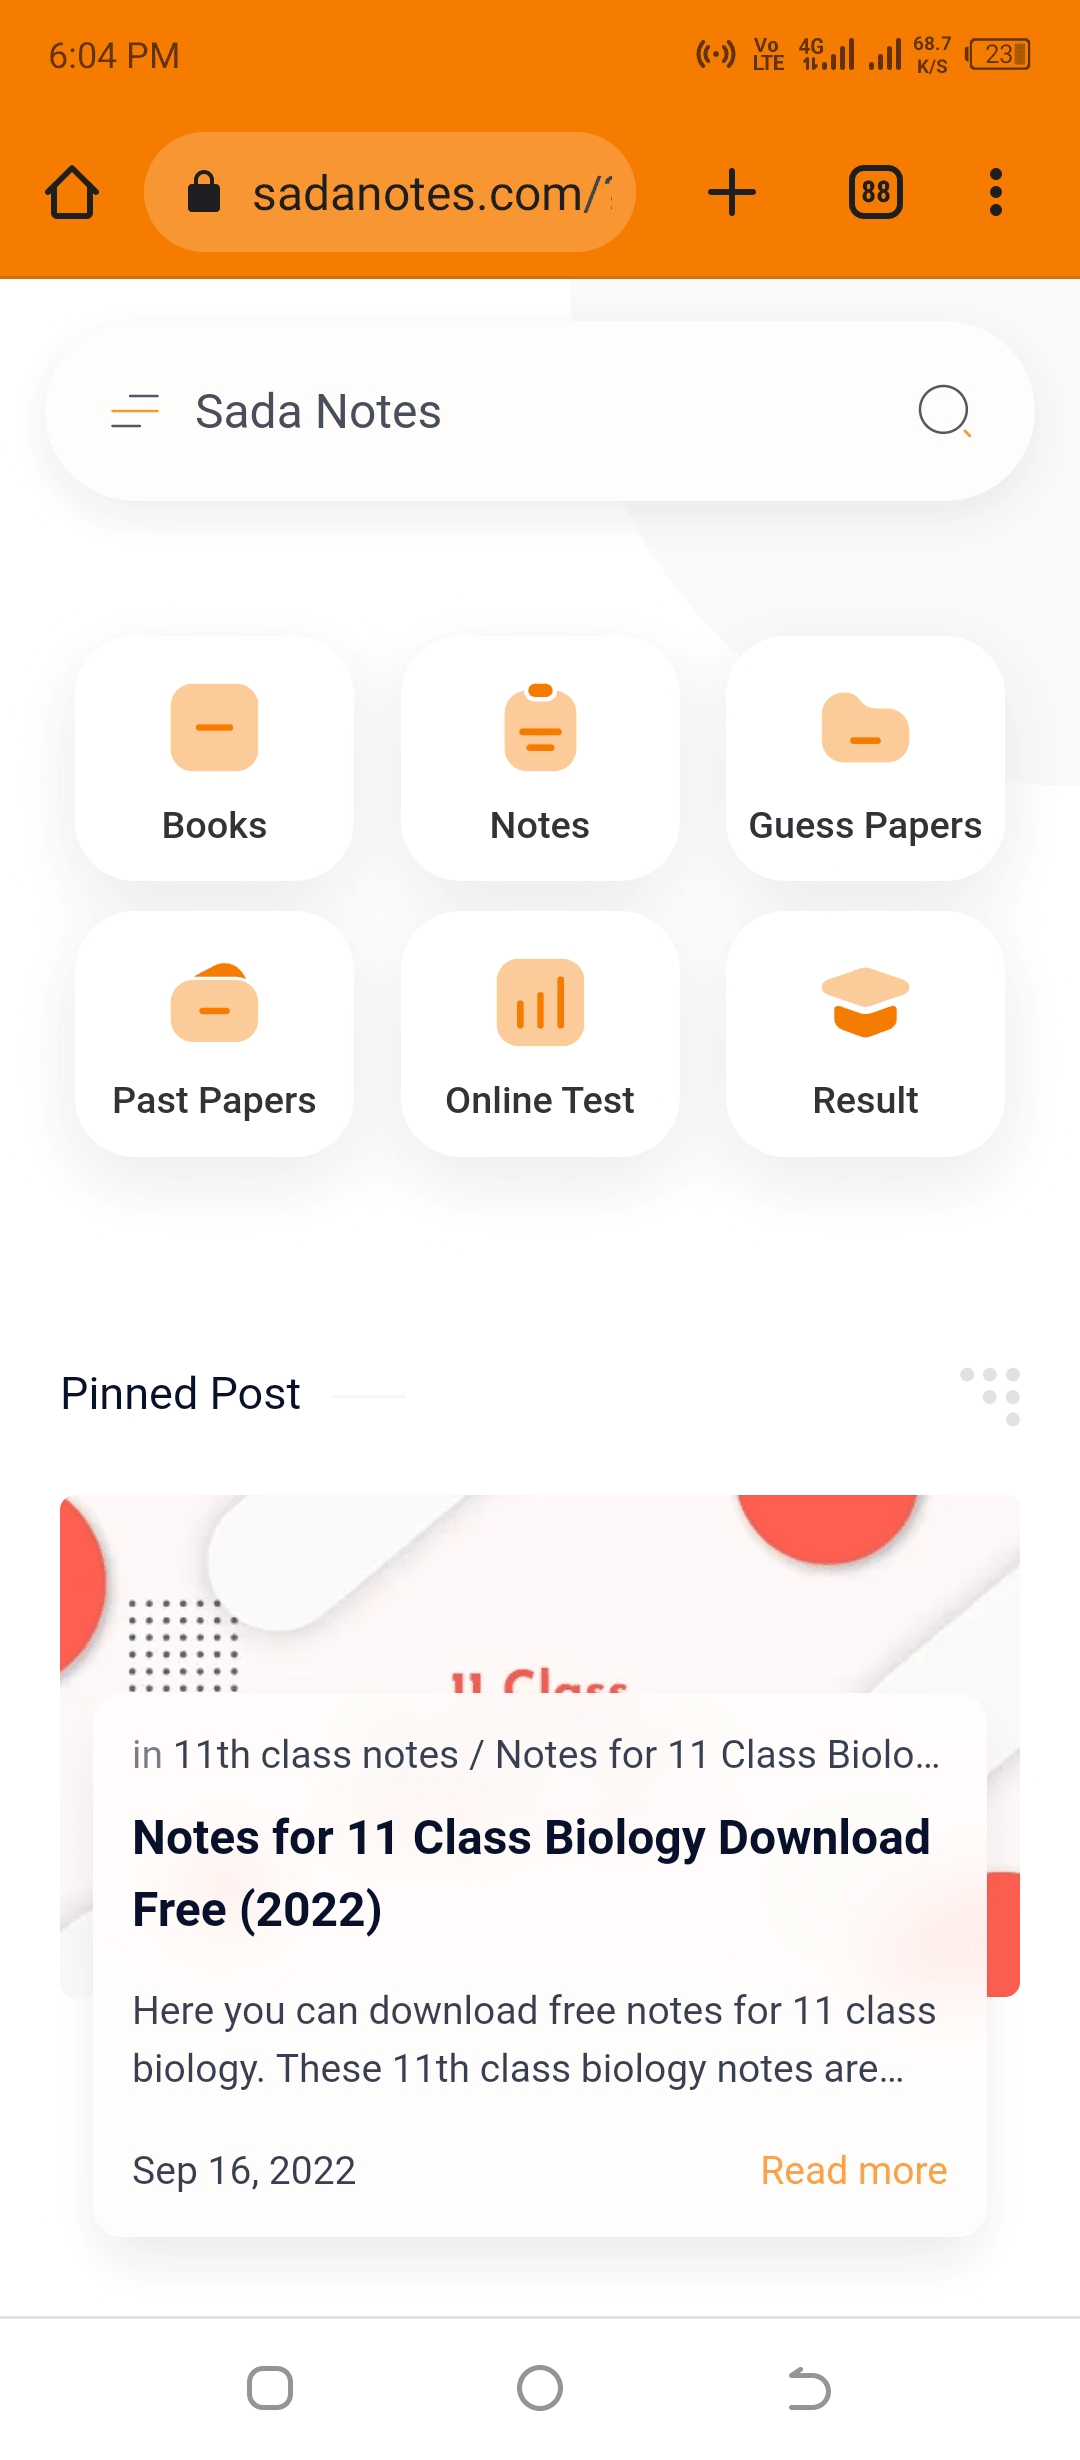 6:04 PM
Vo LTE 4G 68.7 K/S 23
sadanotes.com/
88
Sada Notes
Books
Notes
Guess Papers
Past Papers
Online Test
Result
Pinned Post
11 Class
in 11th class notes / Notes for 11 Class Biolo...
Notes for 11 Class Biology Download
Free (2022)
Here you can download free notes for 11 class
biology. These 11th class biology notes are...
Sep 16, 2022
Read more